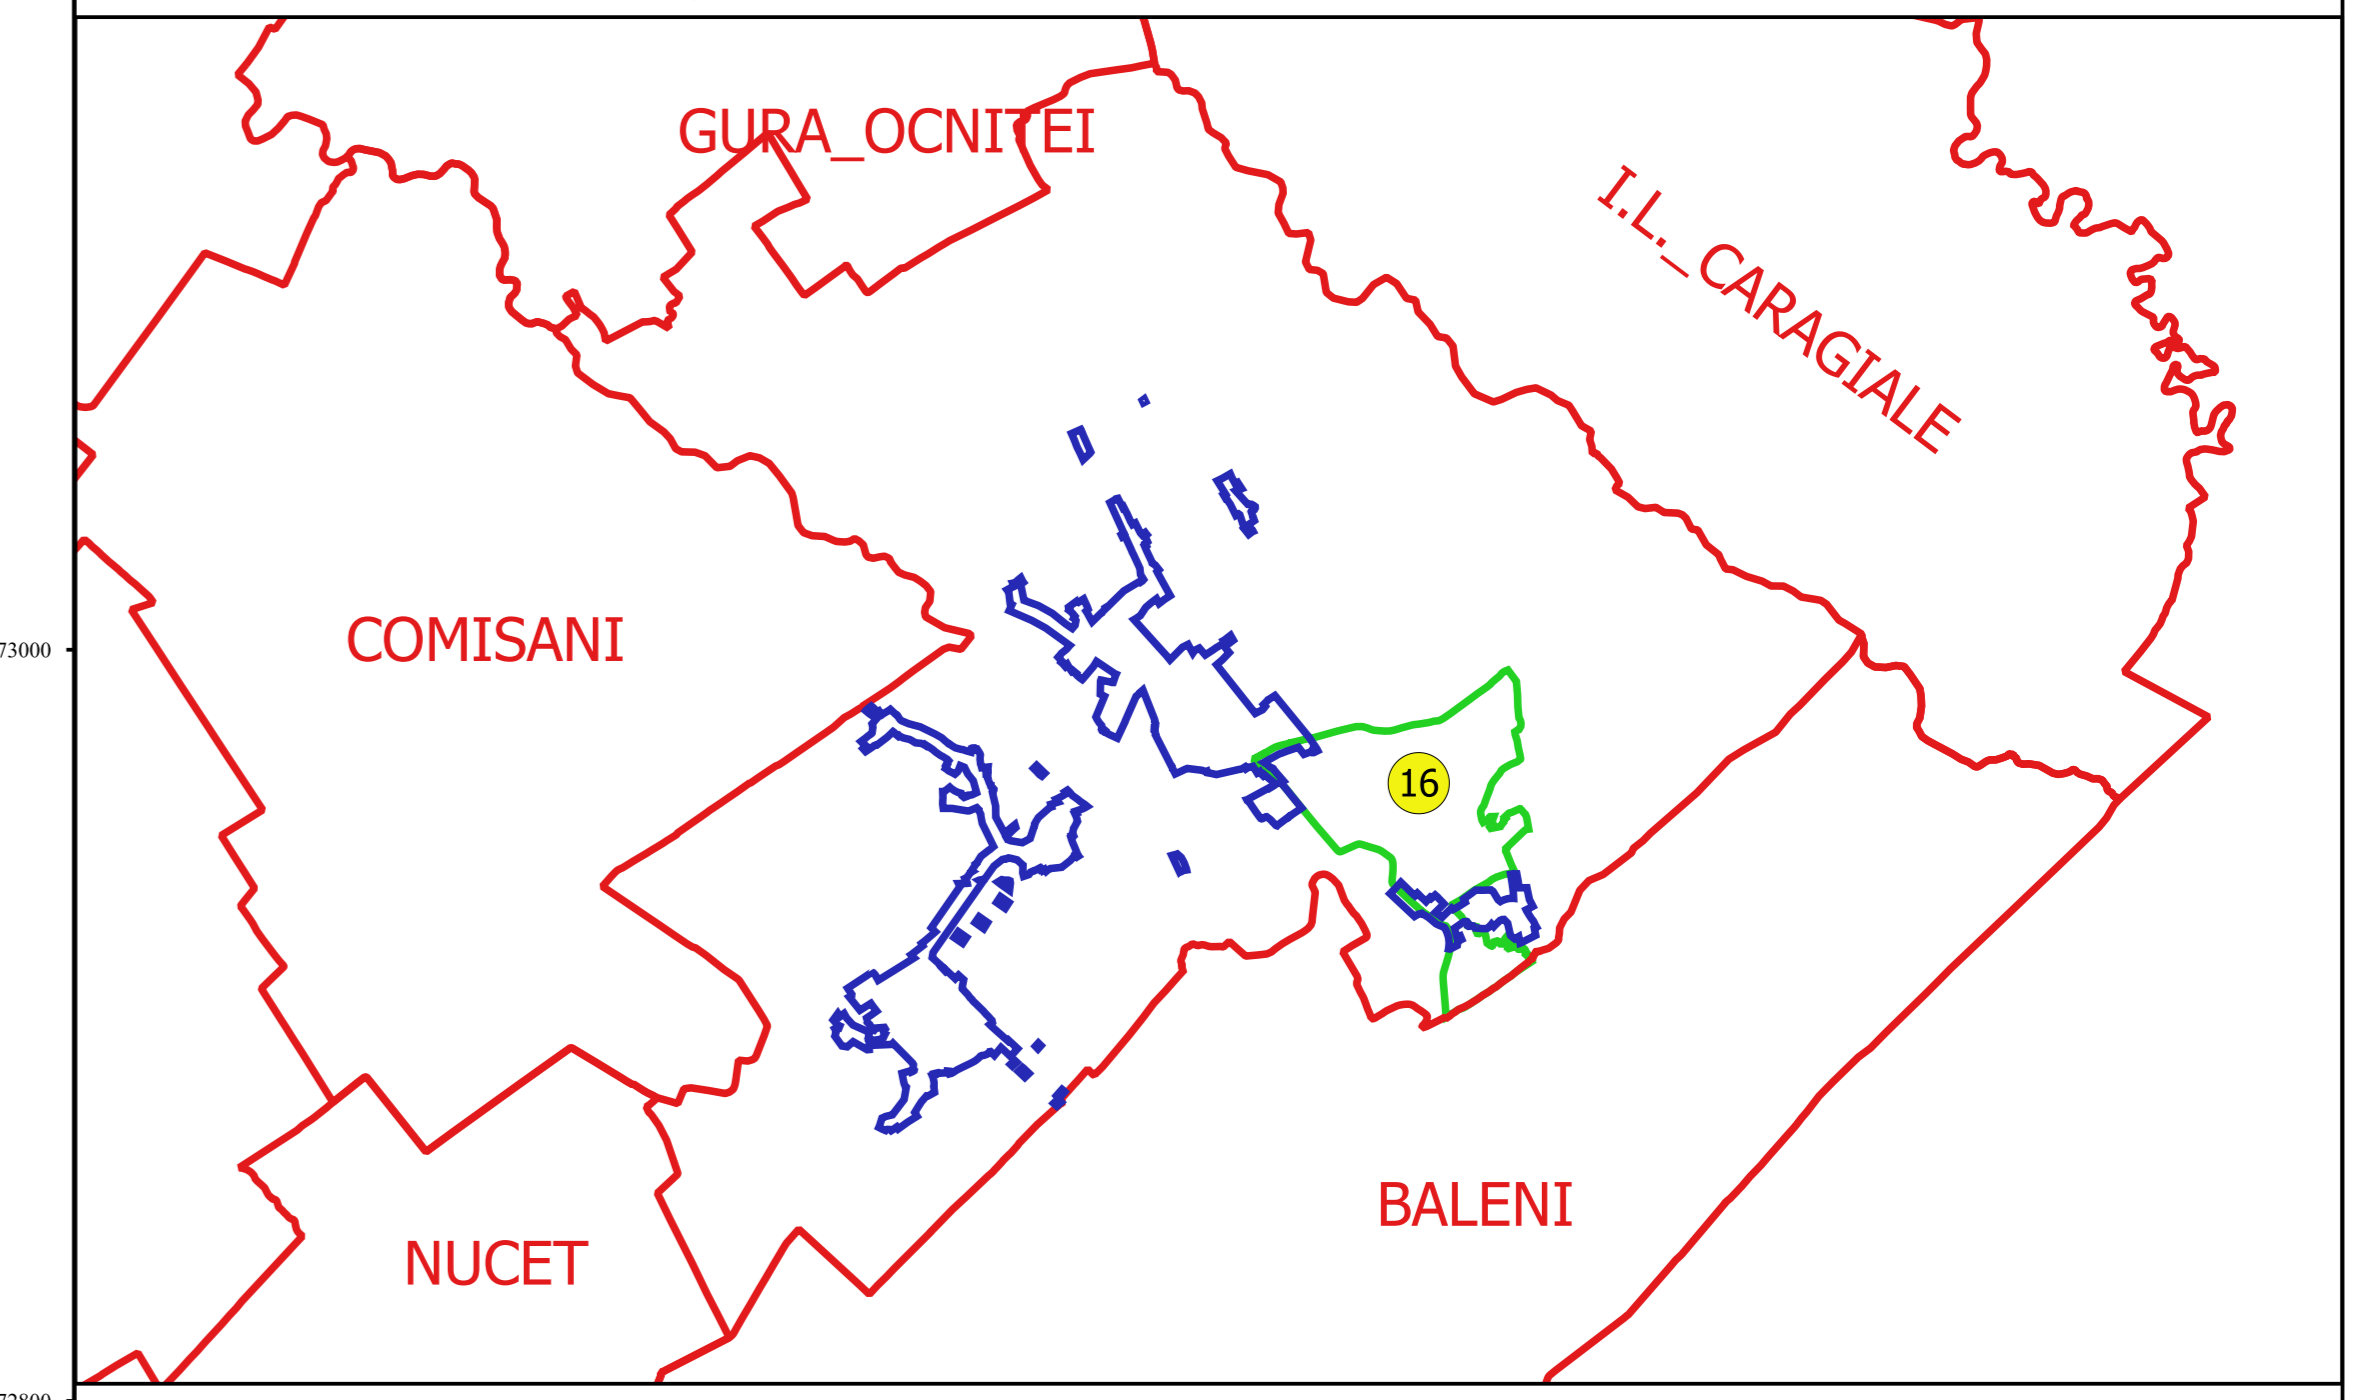 GURA_OCNITEI
I.L._CARAGIALE
COMISANI
73000
16
BALENI
NUCET